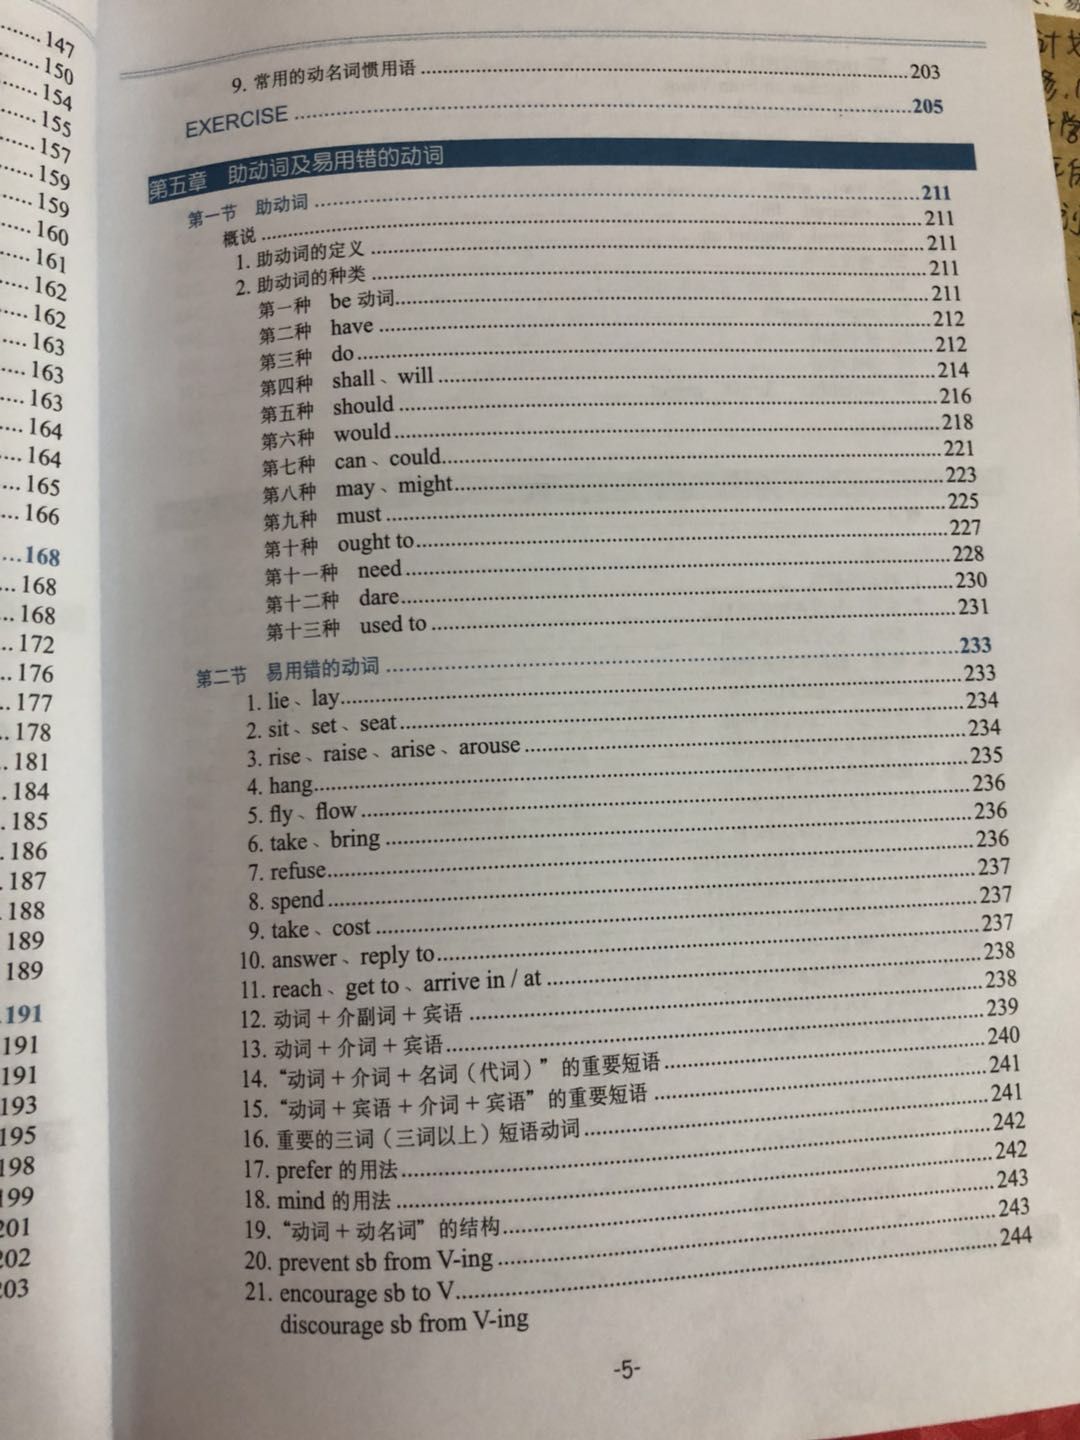 147
150
154
155
157
159
159
160
161
162
162
163
163
163
164
164
165
166
168
168
168
172
176
177
178
181
184
185
186
187
188
189
189
191
191
191
193
195
198
199
201
202
203
9. 常用的动名词惯用语 203
EXERCISE 205
第五章 助动词及易用错的动词
第一节 助动词 211
概说 211
1. 助动词的定义 211
2. 助动词的种类 211
第一种 be 动词 211
第二种 have 212
第三种 do 212
第四种 shall、will 214
第五种 should 216
第六种 would 218
第七种 can、could 221
第八种 may、might 223
第九种 must 225
第十种 ought to 227
第十一种 need 228
第十二种 dare 230
第十三种 used to 231
第二节 易用错的动词 233
1. lie、lay 233
2. sit、set、seat 234
3. rise、raise、arise、arouse 234
4. hang 235
5. fly、flow 236
6. take、bring 236
7. refuse 236
8. spend 237
9. take、cost 237
10. answer、reply to 237
11. reach、get to、arrive in / at 238
12. 动词＋介副词＋宾语 238
13. 动词＋介词＋宾语 239
14. “动词＋介词＋名词（代词）”的重要短语 240
15. “动词＋宾语＋介词＋宾语”的重要短语 241
16. 重要的三词（三词以上）短语动词 241
17. prefer 的用法 242
18. mind 的用法 242
19. “动词＋动名词”的结构 243
20. prevent sb from V-ing 243
21. encourage sb to V 244
discourage sb from V-ing
-5-